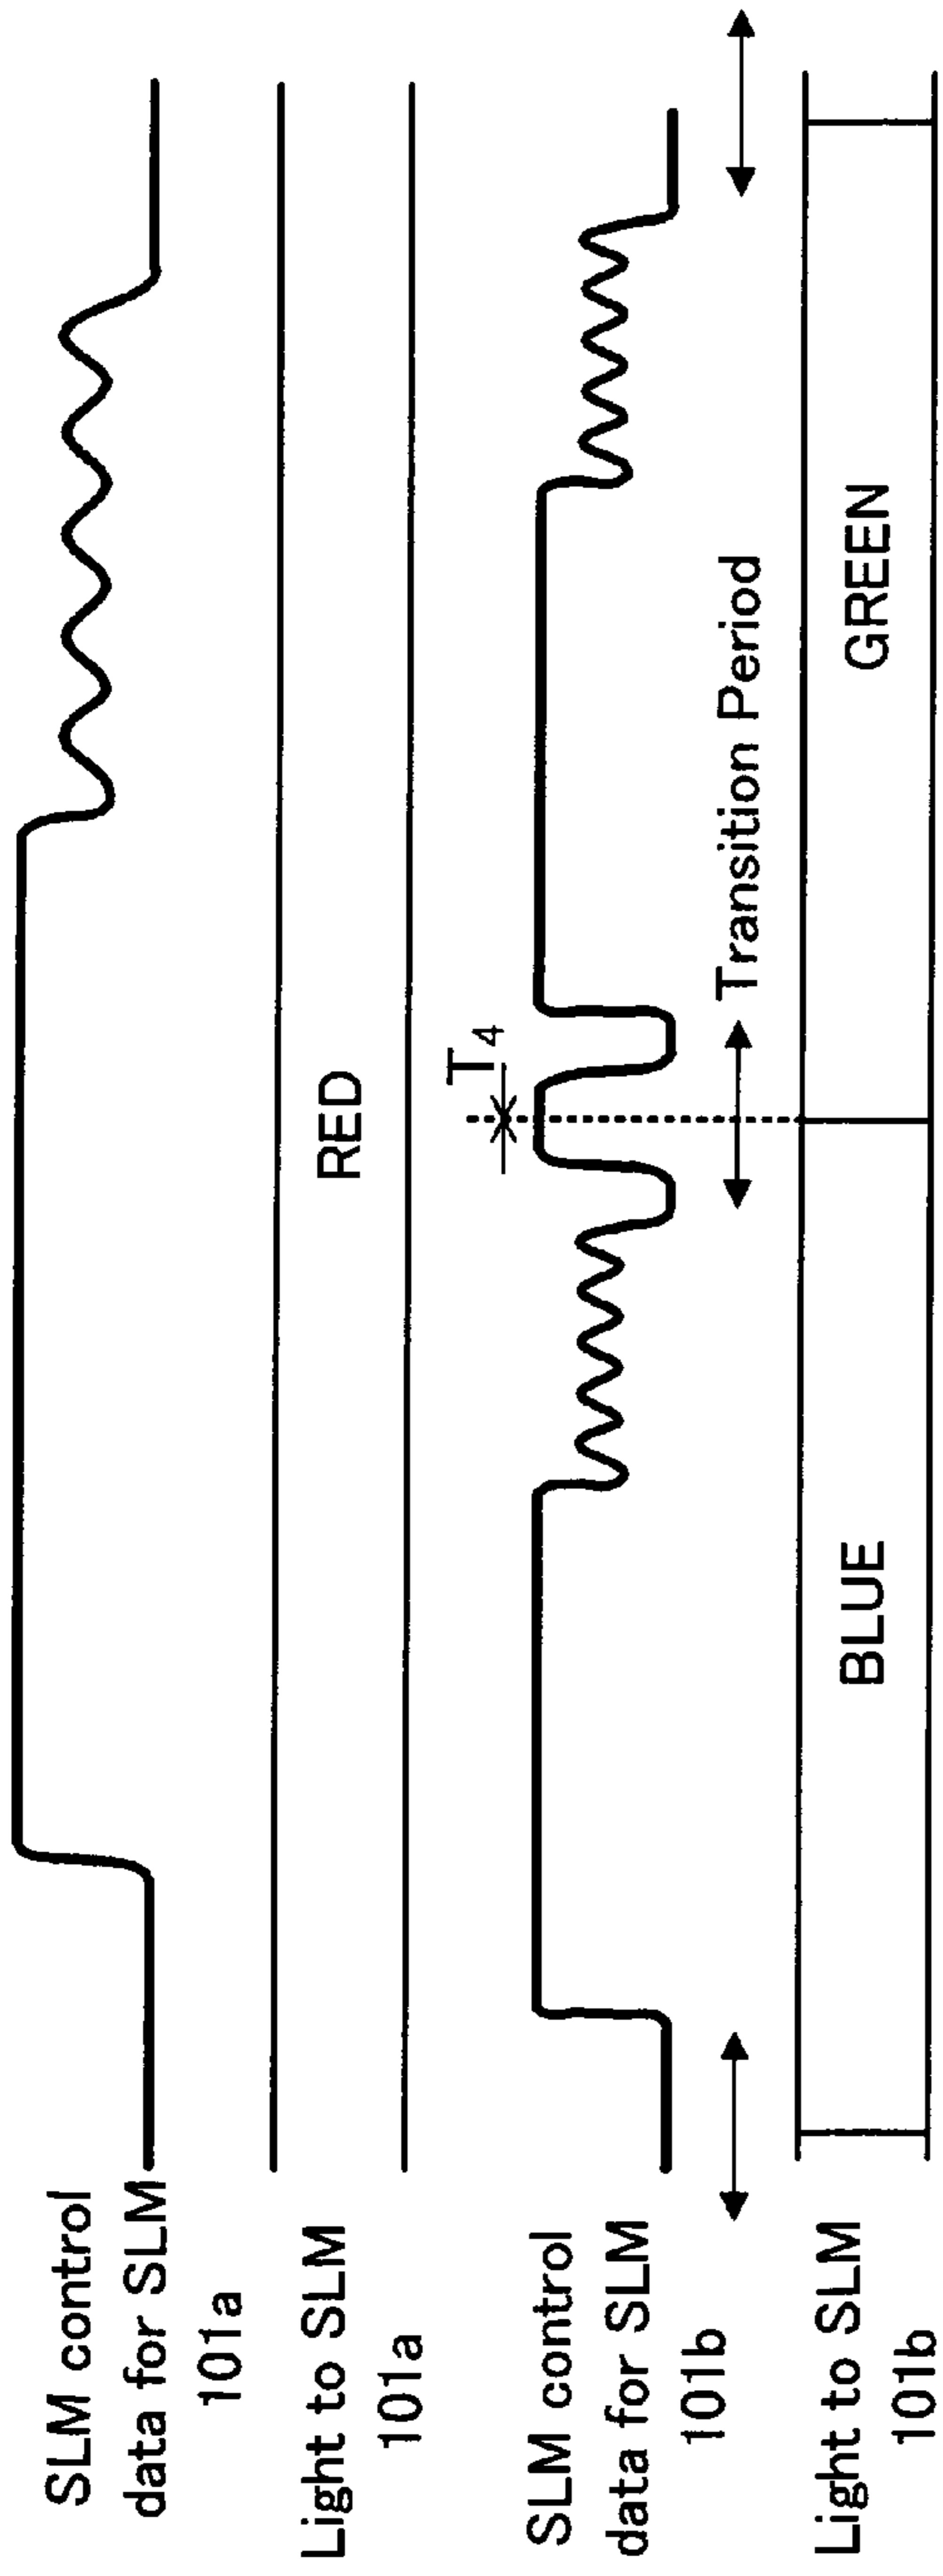 SLM control
data for SLM
101a
Light to SLM
101a
RED
SLM control
data for SLM
101b
T4
Transition Period
Light to SLM
101b
BLUE
GREEN